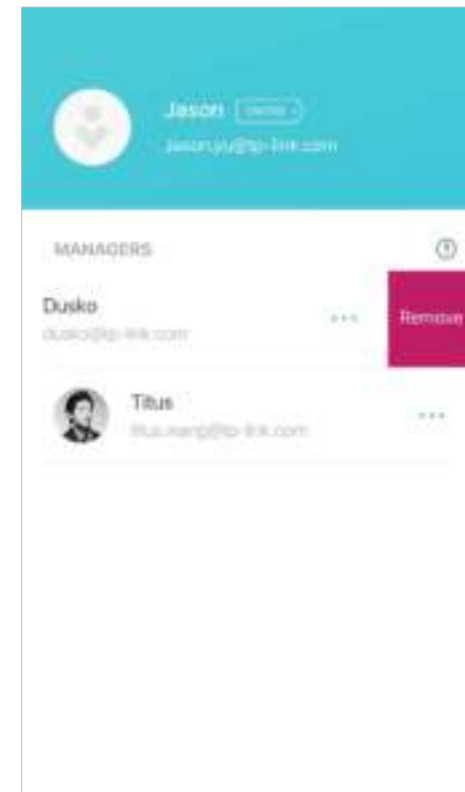 Jason
jason.yu@tp-link.com
MANAGERS
Dusko
dusko@tp-link.com
Remove
Titus
titus.wang@tp-link.com